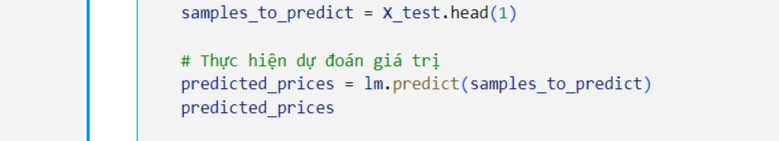 samples_to_predict = X_test.head(1)
# Thực hiện dự đoán giá trị
predicted_prices = lm.predict(samples_to_predict)
predicted_prices